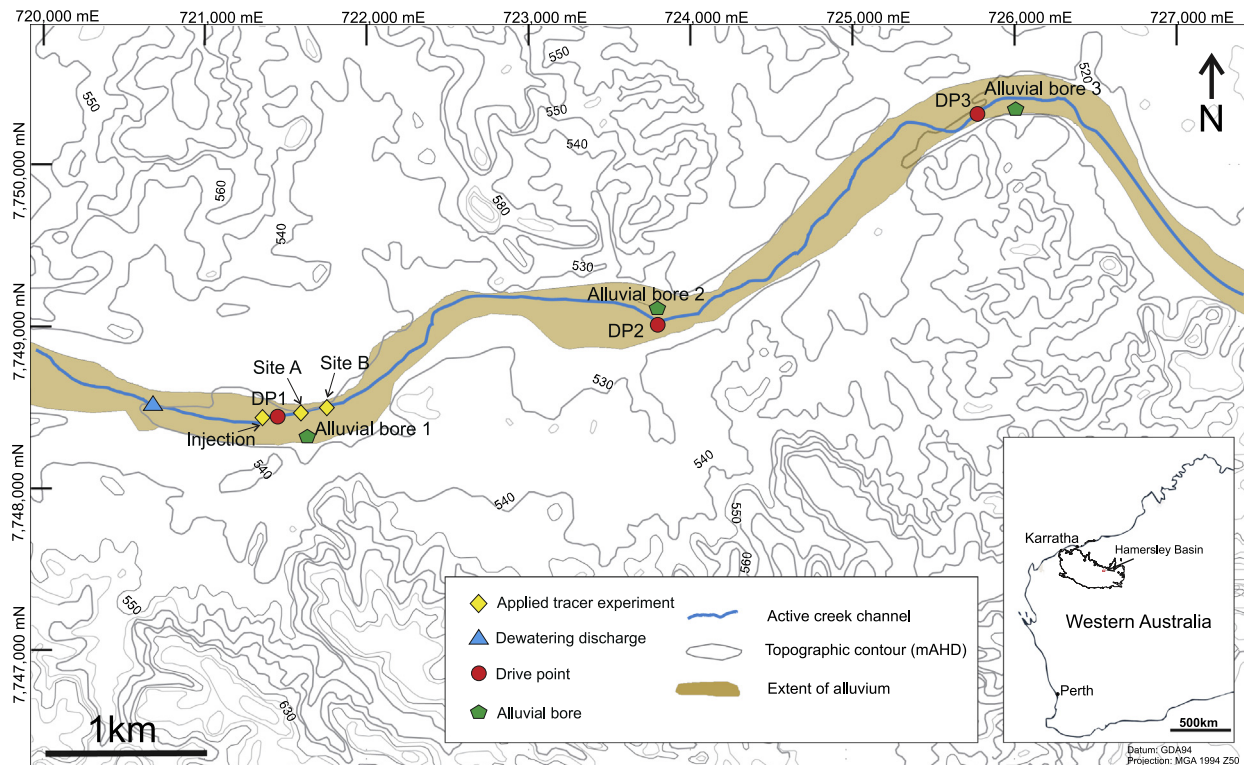 720,000 mE
721,000 mE
722,000 mE
723,000 mE
724,000 mE
725,000 mE
726,000 mE
727,000 mE
7,750,000 mN
7,749,000 mN
7,748,000 mN
7,747,000 mN
550
550
550
540
560
540
580
530
520
N
DP3
Alluvial bore 3
Alluvial bore 2
DP2
Site A
Site B
DP1
Injection
Alluvial bore 1
530
540
540
540
550
560
550
630
1km
Applied tracer experiment
Dewatering discharge
Drive point
Alluvial bore
Active creek channel
Topographic contour (mAHD)
Extent of alluvium
Karratha
Hamersley Basin
Western Australia
Perth
500km
Datum: GDA94
Projection: MGA 1994 Z50